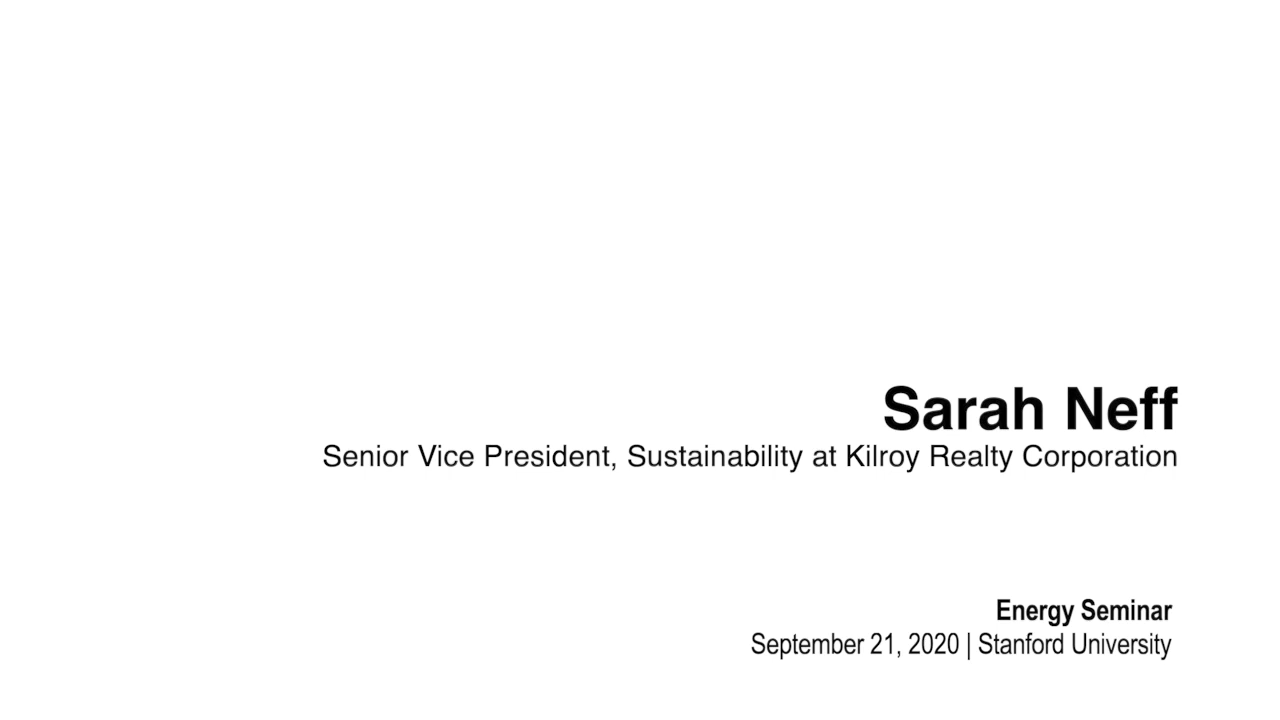 Sarah Neff
Senior Vice President, Sustainability at Kilroy Realty Corporation
Energy Seminar
September 21, 2020 | Stanford University